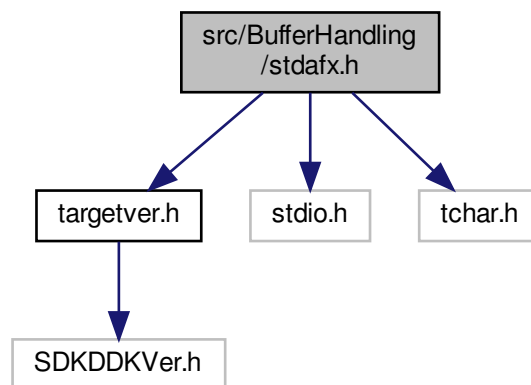 src/BufferHandling
/stdafx.h
targetver.h
stdio.h
tchar.h
SDKDDKVer.h